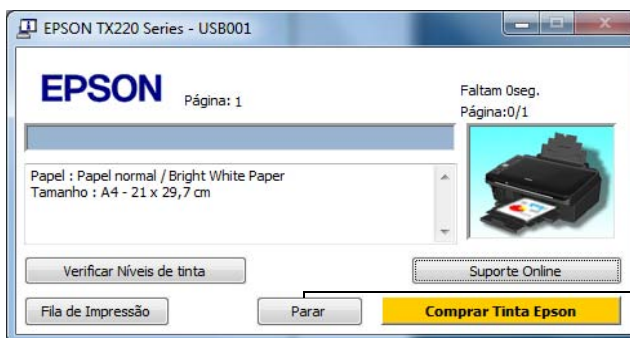 EPSON TX220 Series - USB001
EPSON
Página: 1
Faltam 0seg.
Página:0/1
Papel : Papel normal / Bright White Paper
Tamanho : A4 - 21 x 29,7 cm
Verificar Níveis de tinta
Suporte Online
Fila de Impressão
Parar
Comprar Tinta Epson